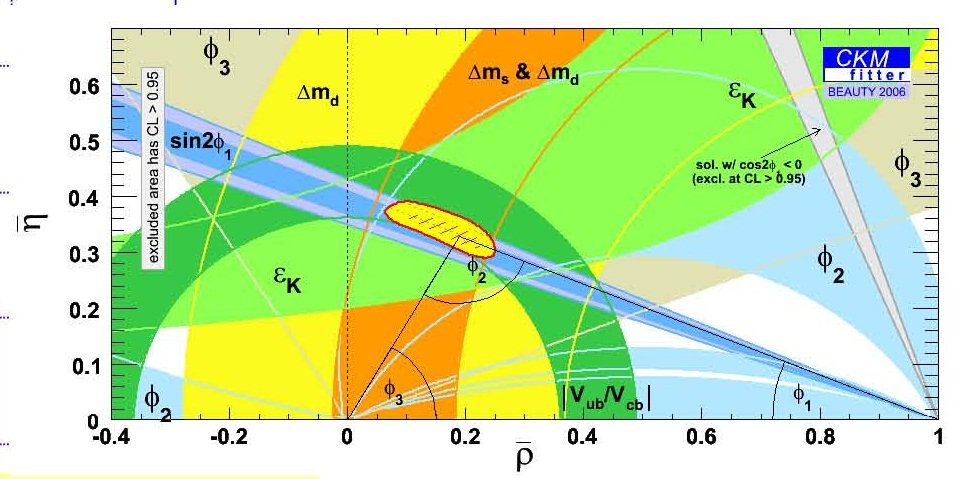 ϕ3
Δmd
Δms & Δmd
εK
CKM
fitter
BEAUTY 2006
0.6
0.5
0.4
0.3
0.2
0.1
0
η̄
excluded area has CL > 0.95
sin2ϕ1
sol. w/ cos2ϕ1 < 0
(excl. at CL > 0.95)
ϕ3
ϕ2
ϕ2
εK
ϕ2
ϕ3
|Vub/Vcb|
ϕ1
-0.4 -0.2 0 0.2 0.4 0.6 0.8 1
ρ̄